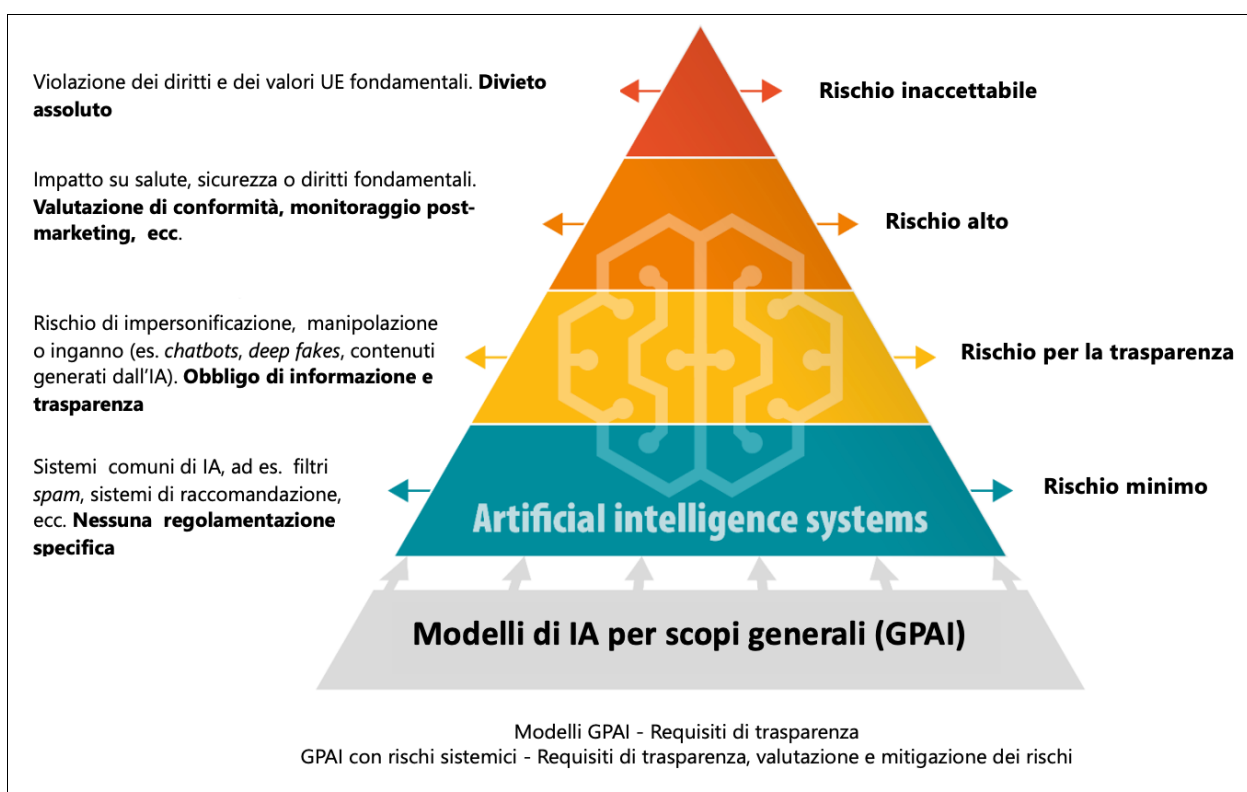 Violazione dei diritti e dei valori UE fondamentali. Divieto
assoluto
Rischio inaccettabile
Impatto su salute, sicurezza o diritti fondamentali.
Valutazione di conformità, monitoraggio post-
marketing, ecc.
Rischio alto
Rischio di impersonificazione, manipolazione
o inganno (es. chatbots, deep fakes, contenuti
generati dall'IA). Obbligo di informazione e
trasparenza
Rischio per la trasparenza
Sistemi comuni di IA, ad es. filtri
spam, sistemi di raccomandazione,
ecc. Nessuna regolamentazione
specifica
Rischio minimo
Artificial intelligence systems
Modelli di IA per scopi generali (GPAI)
Modelli GPAI - Requisiti di trasparenza
GPAI con rischi sistemici - Requisiti di trasparenza, valutazione e mitigazione dei rischi